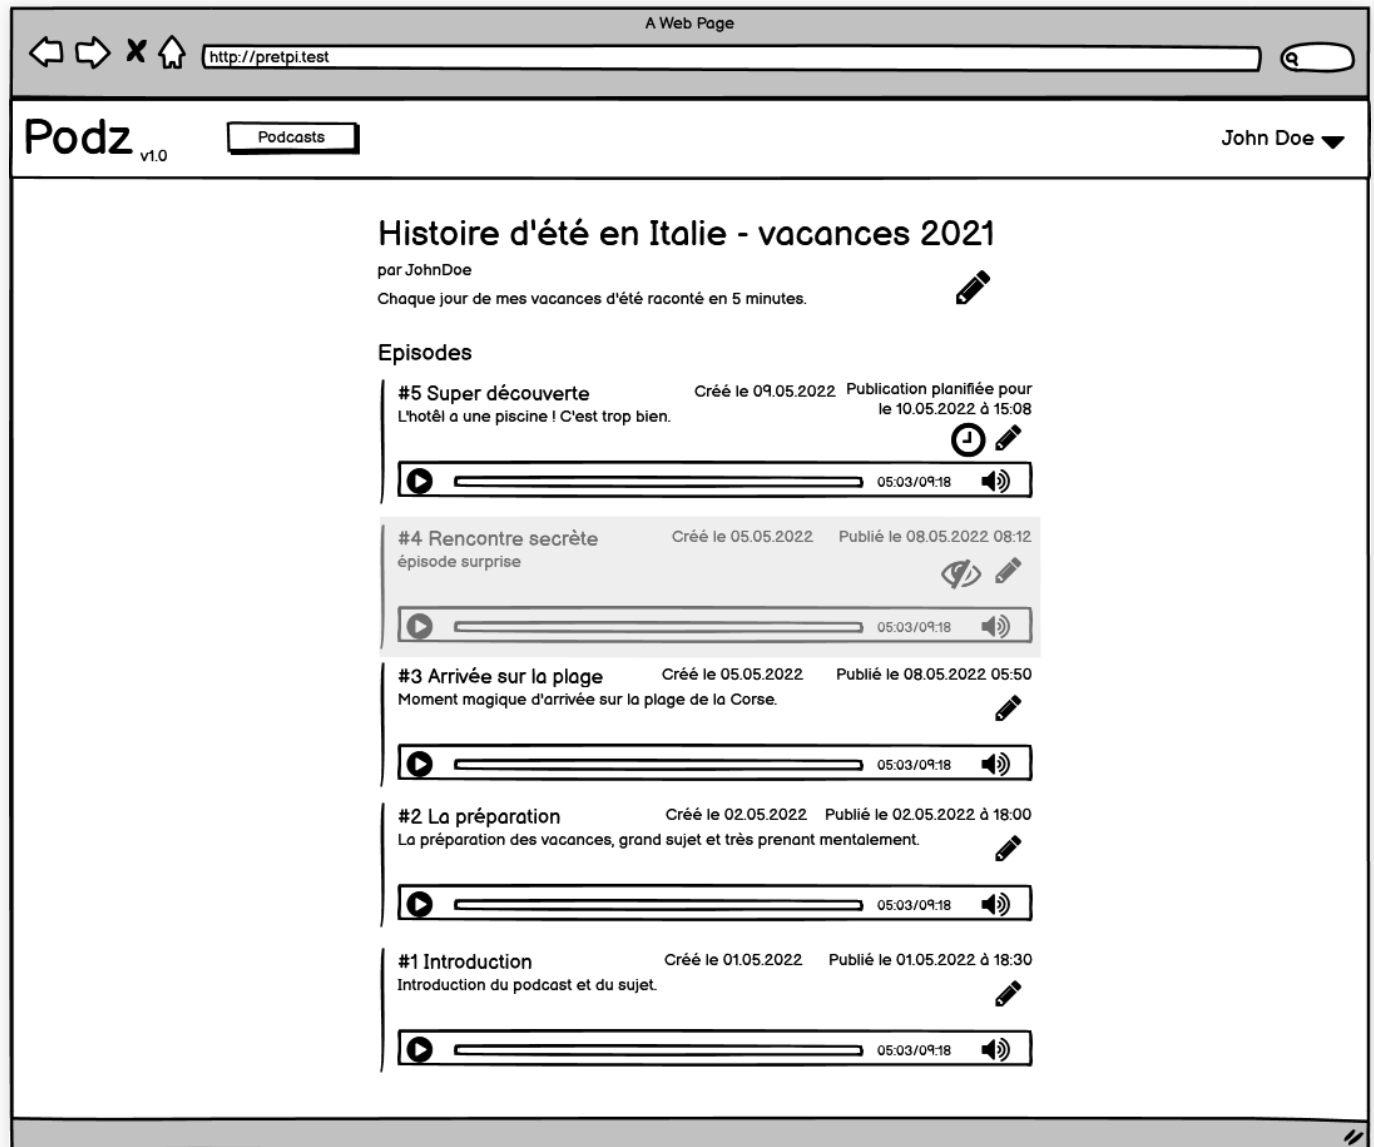 A Web Page
http://pretpi.test
Podz v1.0
Podcasts
John Doe
Histoire d'été en Italie - vacances 2021
par JohnDoe
Chaque jour de mes vacances d'été raconté en 5 minutes.
Episodes
#5 Super découverte
Créé le 09.05.2022
Publication planifiée pour
le 10.05.2022 à 15:08
L'hotêl a une piscine ! C'est trop bien.
05:03/09:18
#4 Rencontre secrète
Créé le 05.05.2022
Publié le 08.05.2022 08:12
épisode surprise
05:03/09:18
#3 Arrivée sur la plage
Créé le 05.05.2022
Publié le 08.05.2022 05:50
Moment magique d'arrivée sur la plage de la Corse.
05:03/09:18
#2 La préparation
Créé le 02.05.2022
Publié le 02.05.2022 à 18:00
La préparation des vacances, grand sujet et très prenant mentalement.
05:03/09:18
#1 Introduction
Créé le 01.05.2022
Publié le 01.05.2022 à 18:30
Introduction du podcast et du sujet.
05:03/09:18